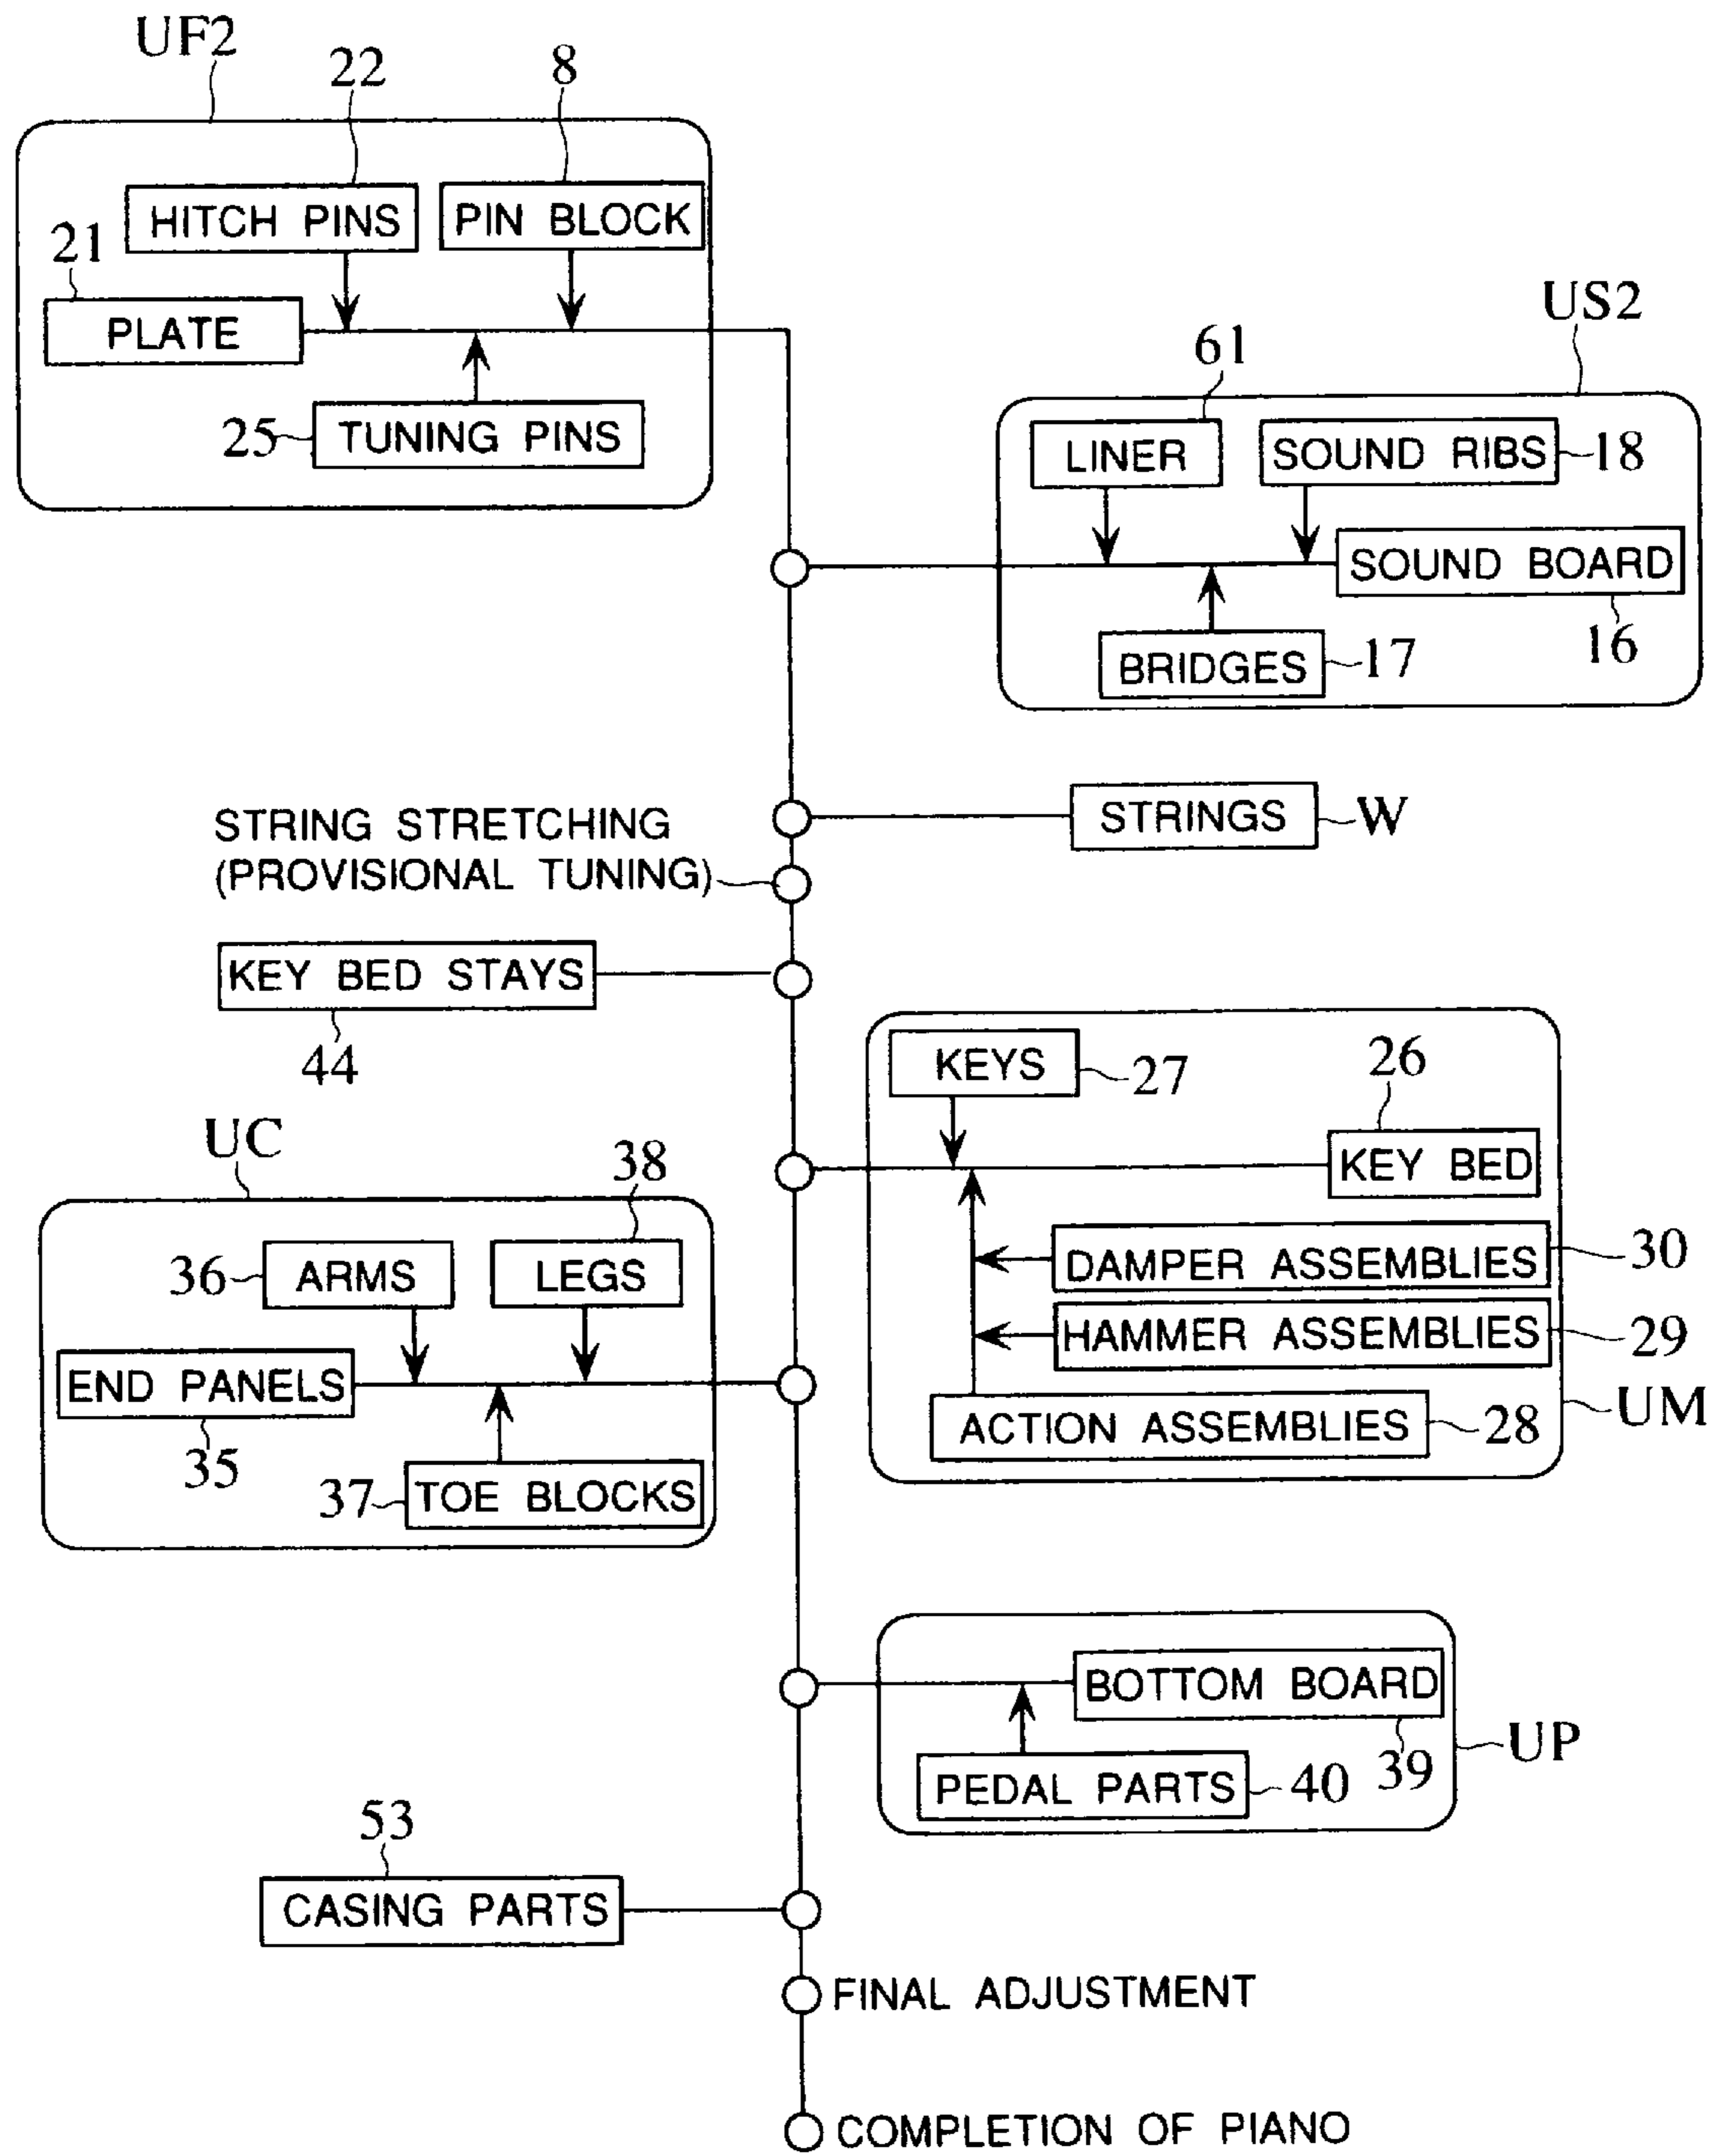 UF2
22
8
HITCH PINS
PIN BLOCK
21
PLATE
25
TUNING PINS
US2
61
LINER
SOUND RIBS
18
SOUND BOARD
16
BRIDGES
17
STRINGS
W
STRING STRETCHING
(PROVISIONAL TUNING)
KEY BED STAYS
44
KEYS
27
26
KEY BED
DAMPER ASSEMBLIES
30
HAMMER ASSEMBLIES
29
ACTION ASSEMBLIES
28
UM
UC
38
36
ARMS
LEGS
END PANELS
35
37
TOE BLOCKS
BOTTOM BOARD
39
UP
PEDAL PARTS
40
53
CASING PARTS
FINAL ADJUSTMENT
COMPLETION OF PIANO